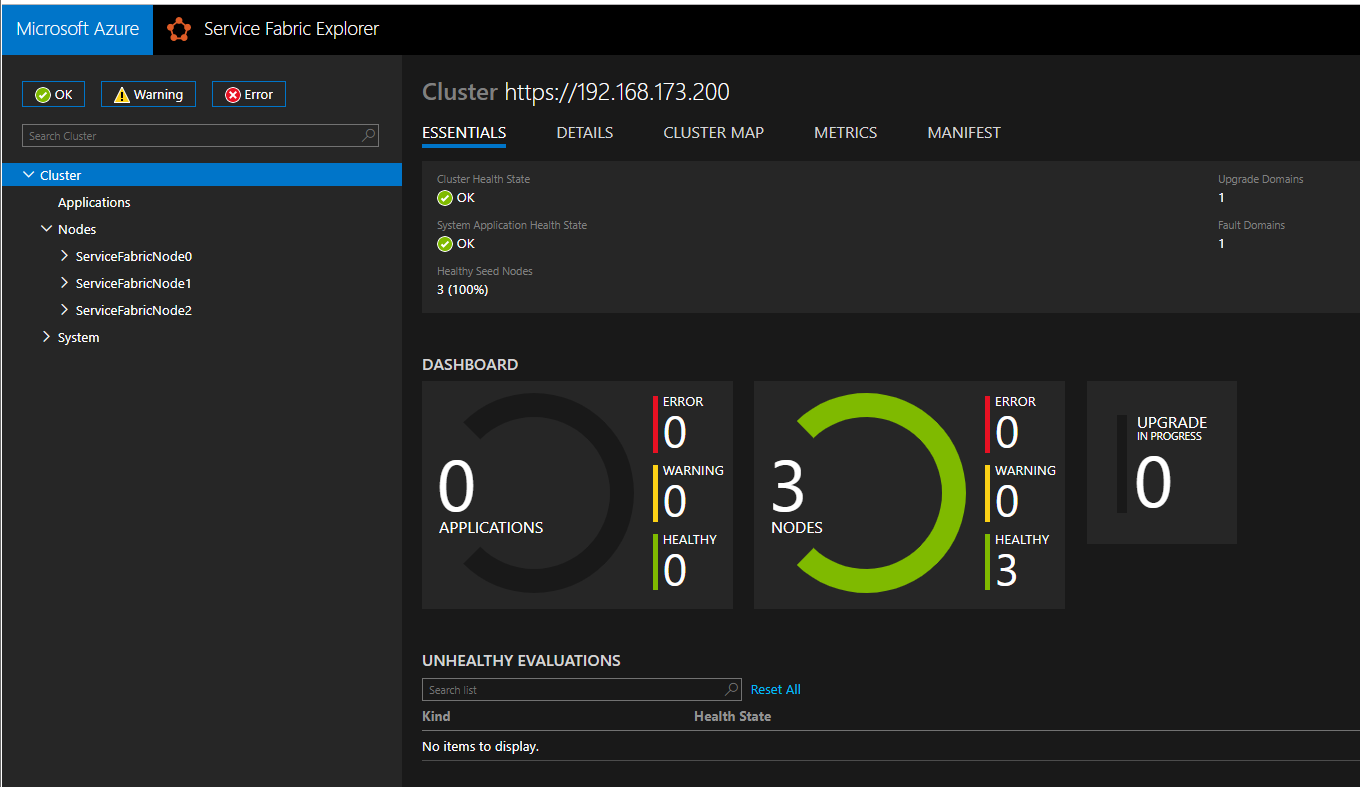 Microsoft Azure
Service Fabric Explorer
OK
Warning
Error
Search Cluster
Cluster
Applications
Nodes
ServiceFabricNode0
ServiceFabricNode1
ServiceFabricNode2
System
Cluster https://192.168.173.200
ESSENTIALS DETAILS CLUSTER MAP METRICS MANIFEST
Cluster Health State
OK
System Application Health State
OK
Healthy Seed Nodes
3 (100%)
Upgrade Domains
1
Fault Domains
1
DASHBOARD
0
APPLICATIONS
ERROR
0
WARNING
0
HEALTHY
0
3
NODES
ERROR
0
WARNING
0
HEALTHY
3
UPGRADE
IN PROGRESS
0
UNHEALTHY EVALUATIONS
Search list
Reset All
Kind Health State
No items to display.